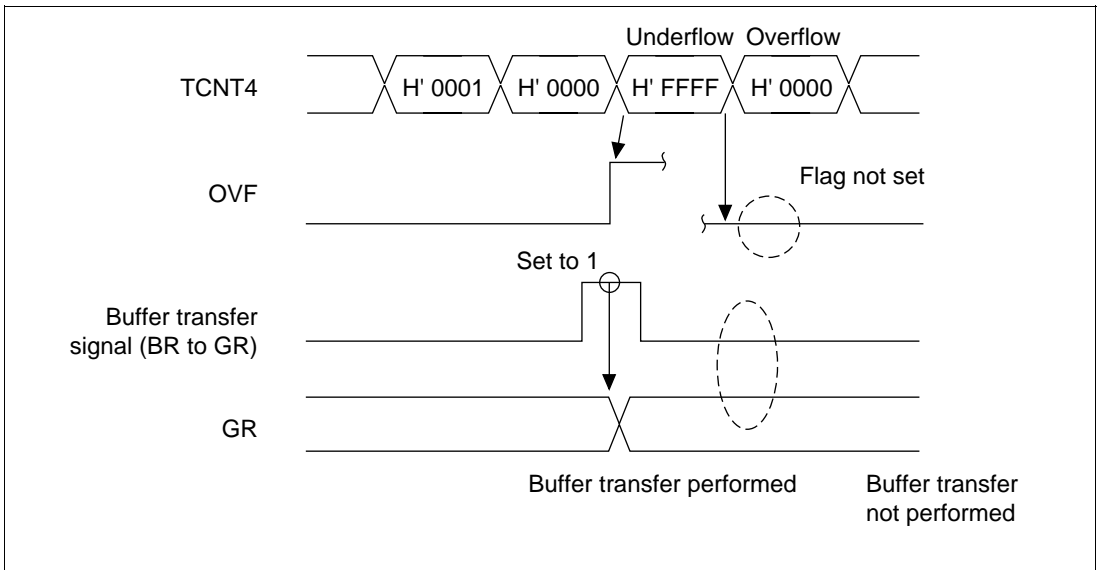 Underflow Overflow
TCNT4 H' 0001 H' 0000 H' FFFF H' 0000
OVF
Flag not set
Set to 1
Buffer transfer
signal (BR to GR)
GR
Buffer transfer performed
Buffer transfer
not performed